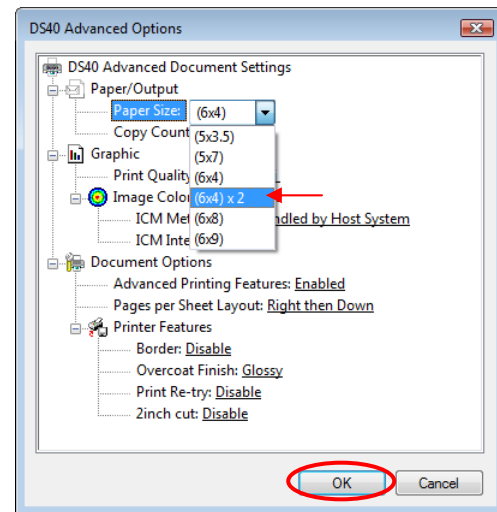 DS40 Advanced Options
DS40 Advanced Document Settings
Paper/Output
Paper Size: (6x4)
Copy Count
(5x3.5)
(5x7)
(6x4)
(6x4) x 2
(6x8)
(6x9)
Graphic
Print Quality
Image Colo
ICM Met
ndled by Host System
ICM Inte
Document Options
Advanced Printing Features: Enabled
Pages per Sheet Layout: Right then Down
Printer Features
Border: Disable
Overcoat Finish: Glossy
Print Re-try: Disable
2inch cut: Disable
OK
Cancel